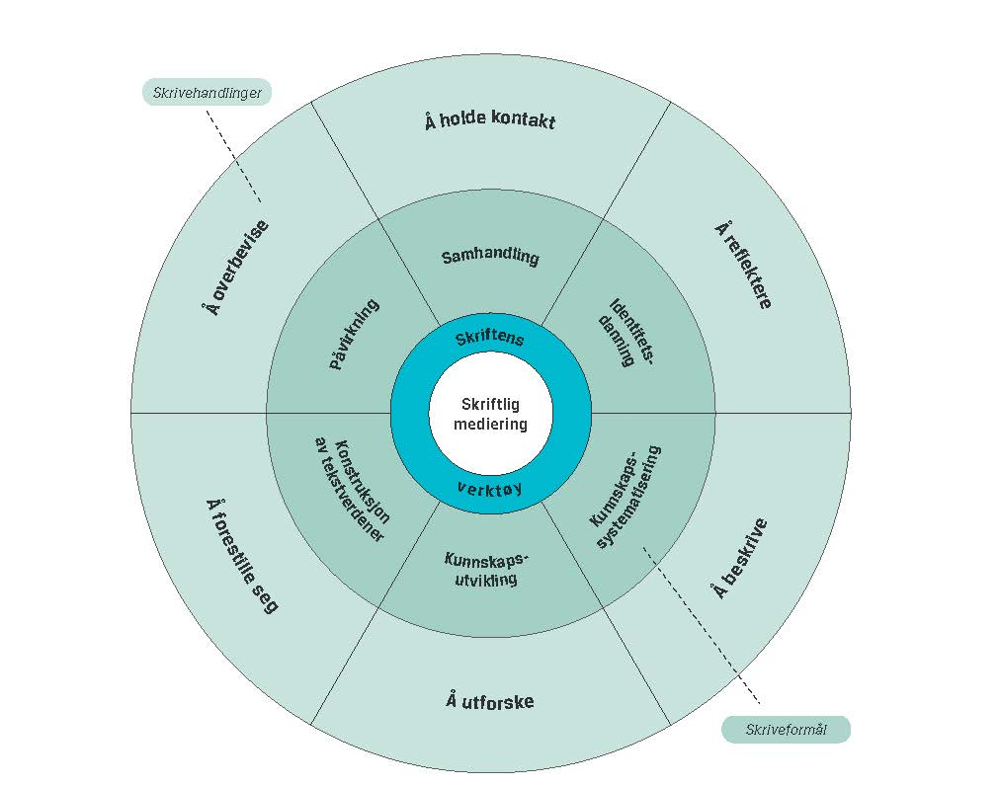 Skrivehandlinger
Å holde kontakt
Å overbevise
Å reflektere
Samhandling
Påvirkning
Identitets-
danning
Skriftens
Skriftlig
mediering
verktøy
Konstruksjon
av tekstverdener
Kunnskaps-
systematisering
Kunnskaps-
utvikling
Å forestille seg
Å beskrive
Å utforske
Skriveformål